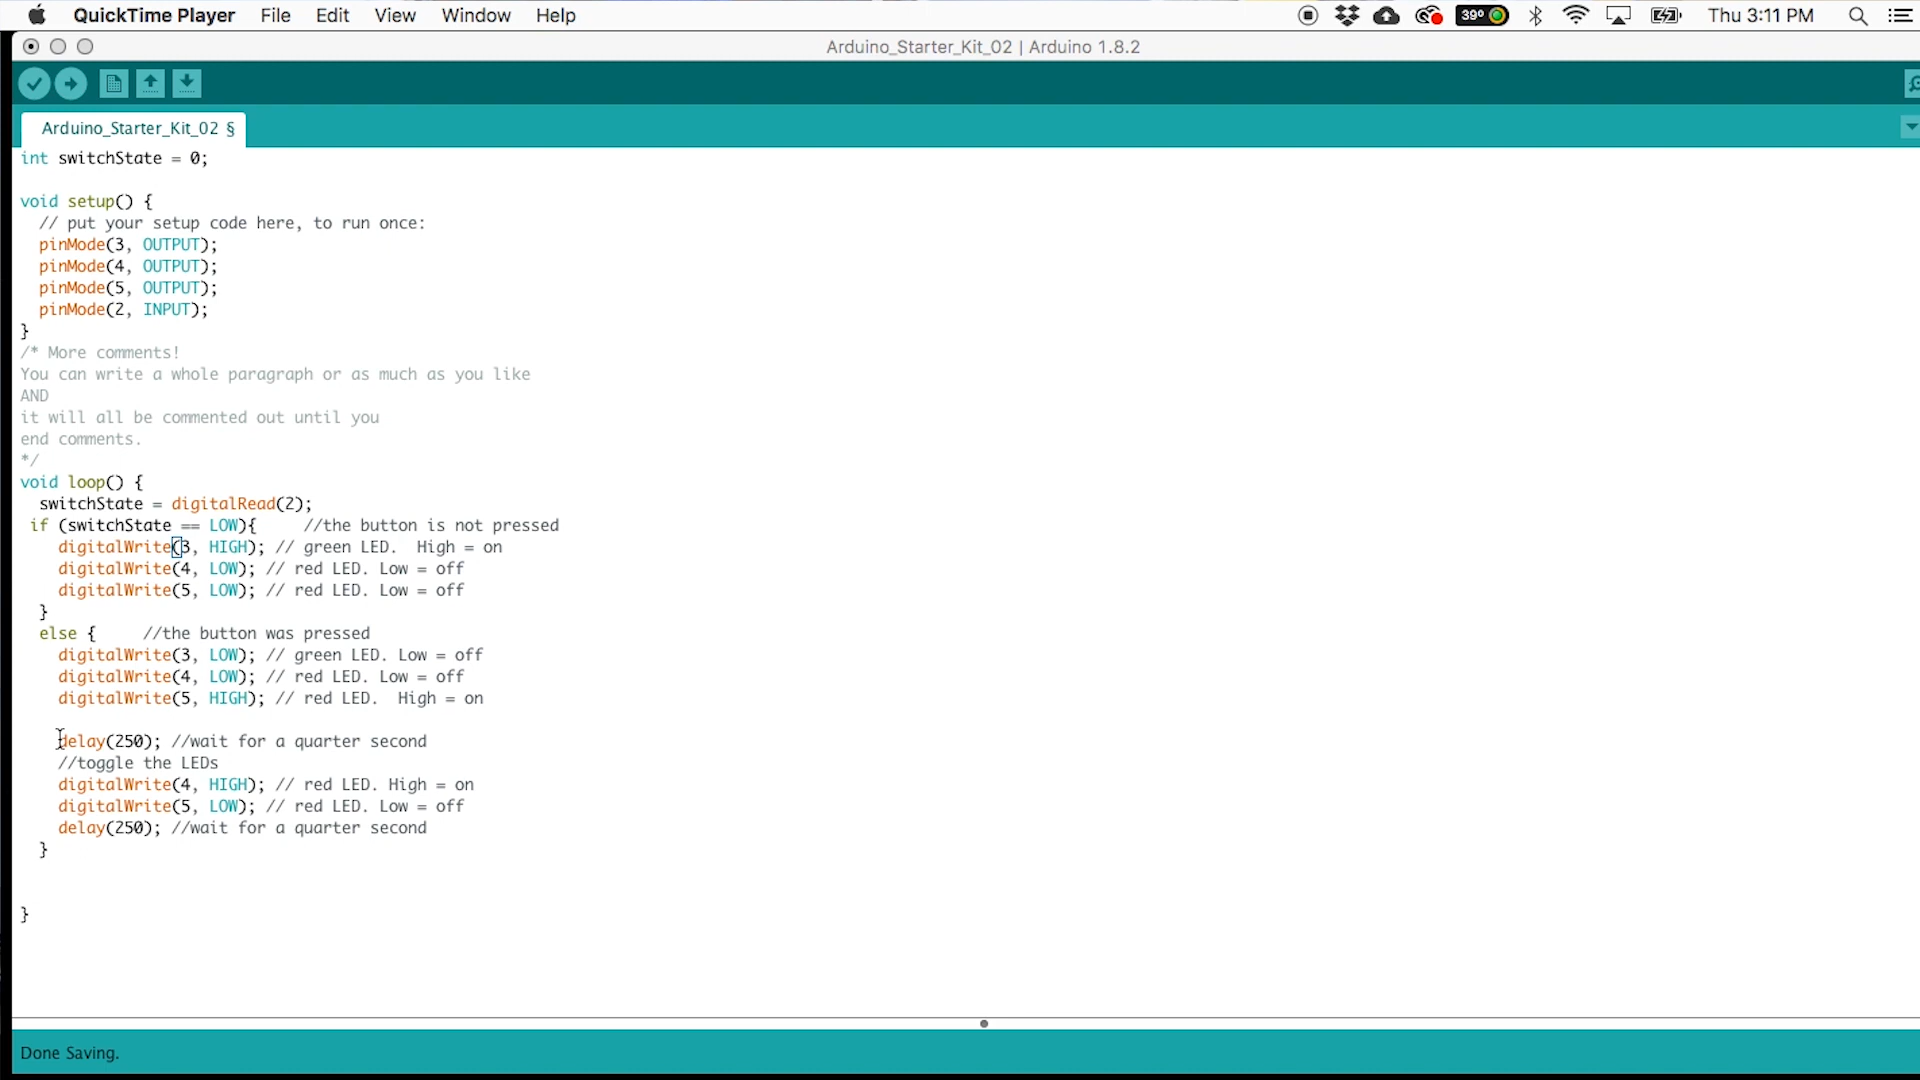 QuickTime Player File Edit View Window Help 39° Thu 3:11 PM
Arduino_Starter_Kit_02 | Arduino 1.8.2
Arduino_Starter_Kit_02 §
int switchState = 0;
void setup() {
// put your setup code here, to run once:
pinMode(3, OUTPUT);
pinMode(4, OUTPUT);
pinMode(5, OUTPUT);
pinMode(2, INPUT);
}
/* More comments!
You can write a whole paragraph or as much as you like
AND
it will all be commented out until you
end comments.
*/
void loop() {
switchState = digitalRead(2);
if (switchState == LOW){ //the button is not pressed
digitalWrite(3, HIGH); // green LED. High = on
digitalWrite(4, LOW); // red LED. Low = off
digitalWrite(5, LOW); // red LED. Low = off
}
else { //the button was pressed
digitalWrite(3, LOW); // green LED. Low = off
digitalWrite(4, LOW); // red LED. Low = off
digitalWrite(5, HIGH); // red LED. High = on
delay(250); //wait for a quarter second
//toggle the LEDs
digitalWrite(4, HIGH); // red LED. High = on
digitalWrite(5, LOW); // red LED. Low = off
delay(250); //wait for a quarter second
}
}
Done Saving.